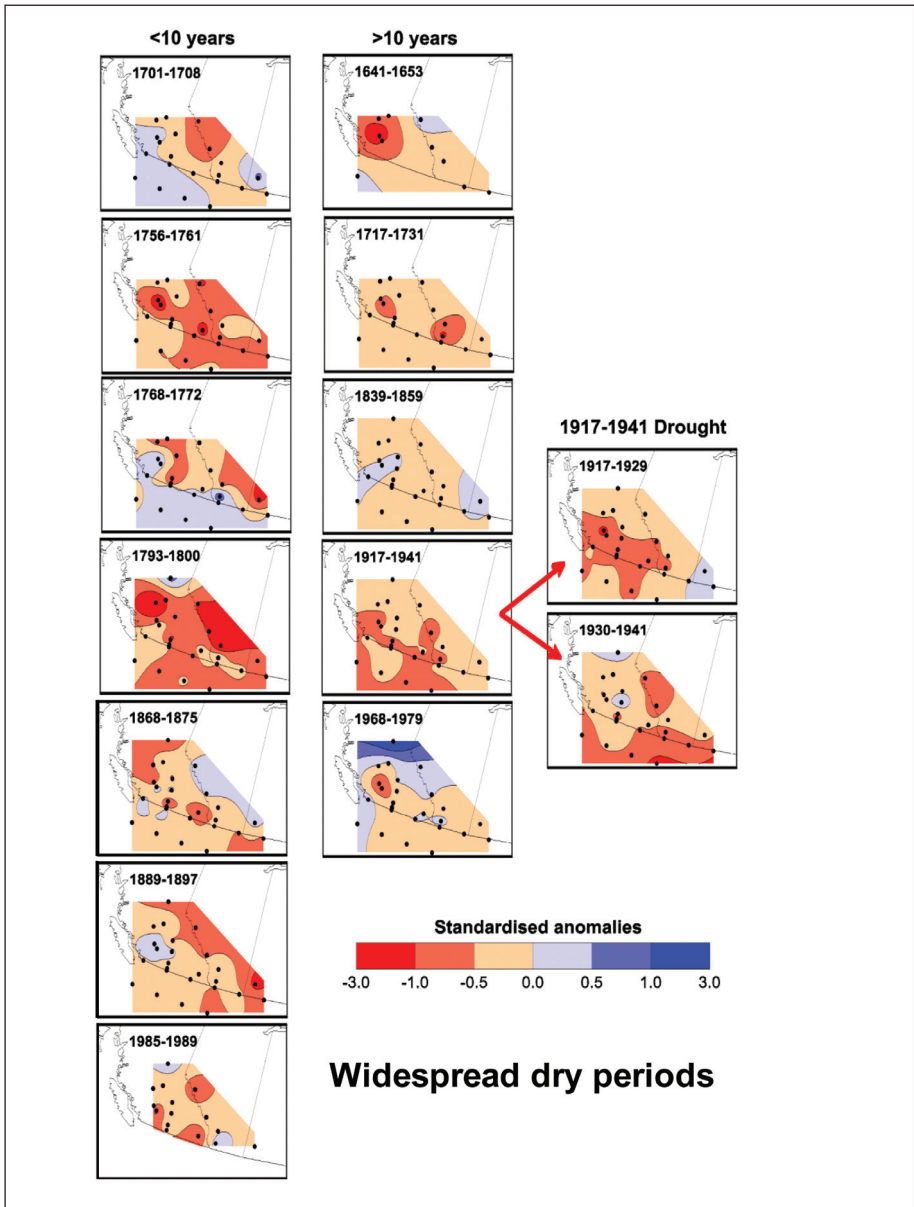 <10 years
1701-1708
1756-1761
1768-1772
1793-1800
1868-1875
1889-1897
1985-1989
>10 years
1641-1653
1717-1731
1839-1859
1917-1941
1968-1979
1917-1941 Drought
1917-1929
1930-1941
Standardised anomalies
-3.0 -1.0 -0.5 0.0 0.5 1.0 3.0
Widespread dry periods